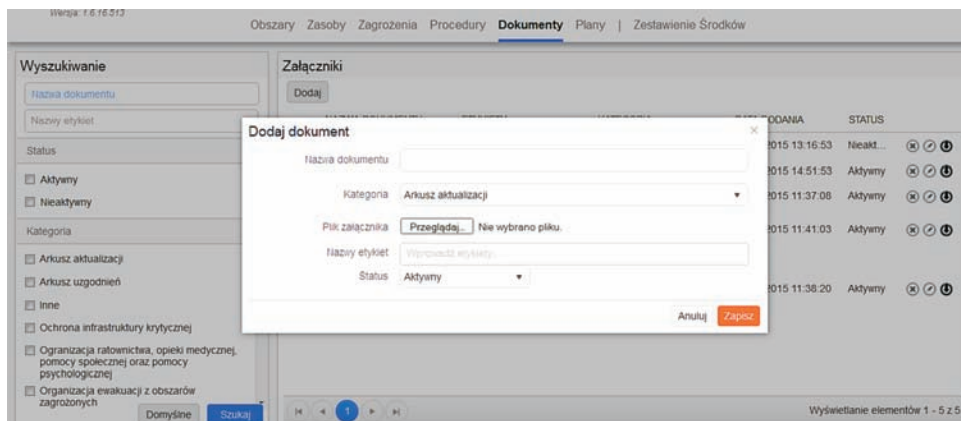 Wersja: 1.6.16.513
Obszary Zasoby Zagrożenia Procedury Dokumenty Plany | Zestawienie Środków
Wyszukiwanie
Nazwa dokumentu
Nazwy etykiet
Status
Aktywny
Nieaktywny
Kategoria
Arkusz aktualizacji
Arkusz uzgodnień
Inne
Ochrona infrastruktury krytycznej
Ogranizacja ratownictwa, opieki medycznej,
pomocy społecznej oraz pomocy
psychologicznej
Organizacja ewakuacji z obszarów
zagrożonych
Domyślne Szukaj
Załączniki
Dodaj
STATUS
2015 13:16:53 Nieakt...
2015 14:51:53 Aktywny
2015 11:37:08 Aktywny
2015 11:41:03 Aktywny
2015 11:38:20 Aktywny
Dodaj dokument
Nazwa dokumentu
Kategoria Arkusz aktualizacji
Plik załącznika Przeglądaj... Nie wybrano pliku.
Nazwy etykiet Wprowadź etykiety...
Status Aktywny
Anuluj Zapisz
1
Wyświetlanie elementów 1 - 5 z 5